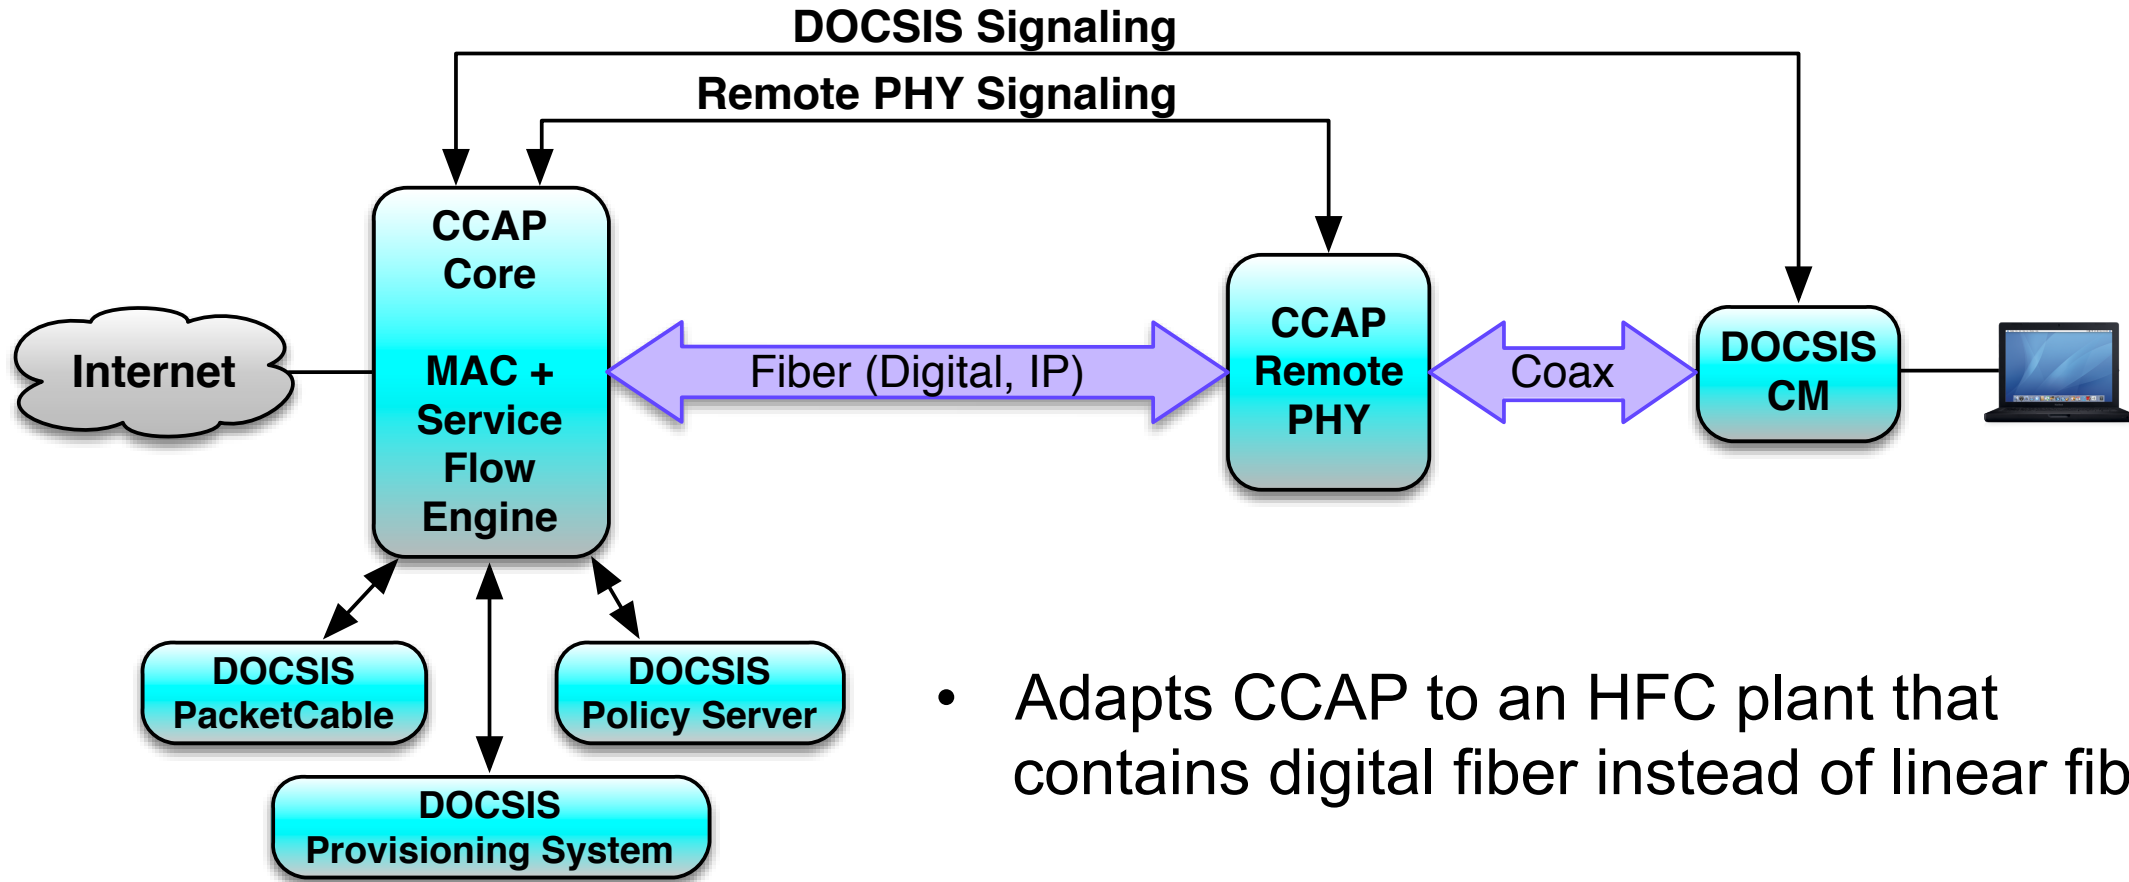 DOCSIS Signaling
Remote PHY Signaling
CCAP
Core
MAC +
Service
Flow
Engine
Internet
Fiber (Digital, IP)
CCAP
Remote
PHY
Coax
DOCSIS
CM
DOCSIS
PacketCable
DOCSIS
Policy Server
DOCSIS
Provisioning System
• Adapts CCAP to an HFC plant that
contains digital fiber instead of linear fib